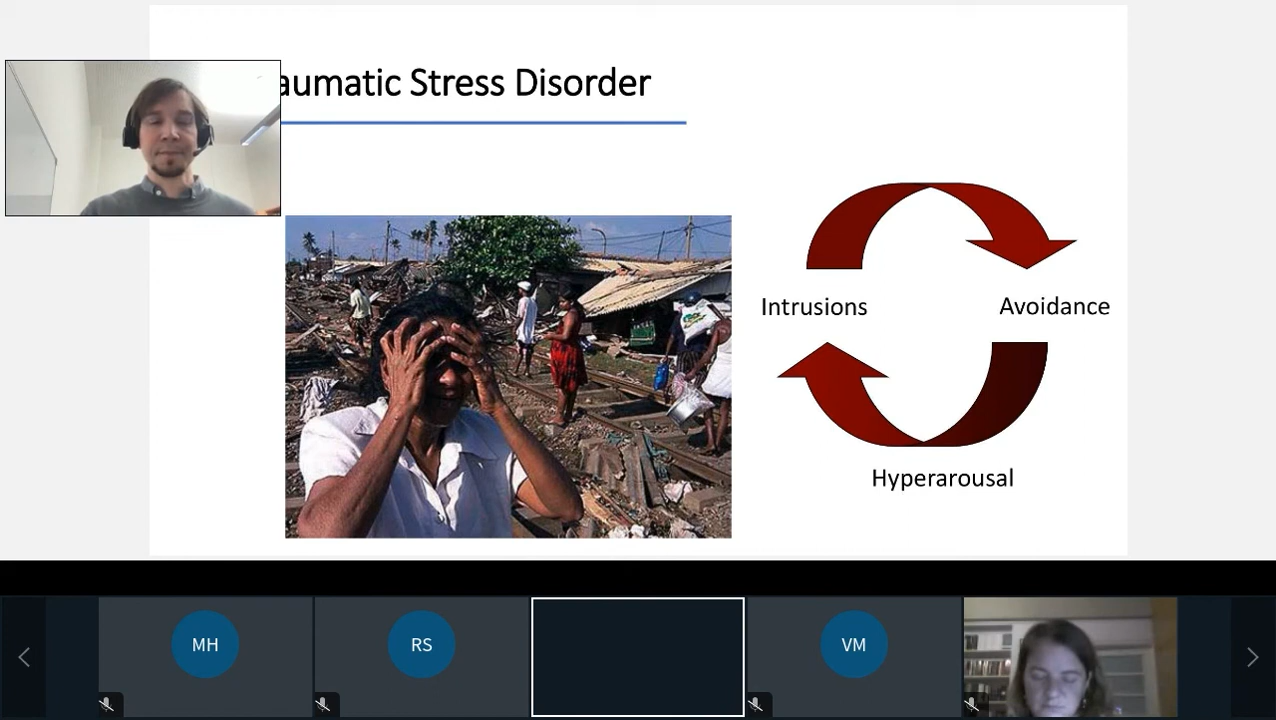 aumatic Stress Disorder
Intrusions
Avoidance
Hyperarousal
MH
RS
VM